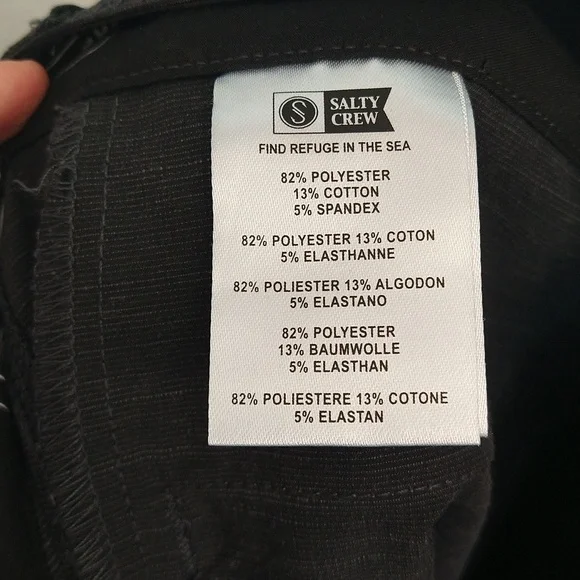 SALTY
CREW
FIND REFUGE IN THE SEA
82% POLYESTER
13% COTTON
5% SPANDEX
82% POLYESTER 13% COTON
5% ELASTHANNE
82% POLIESTER 13% ALGODON
5% ELASTANO
82% POLYESTER
13% BAUMWOLLE
5% ELASTHAN
82% POLIESTERE 13% COTONE
5% ELASTAN